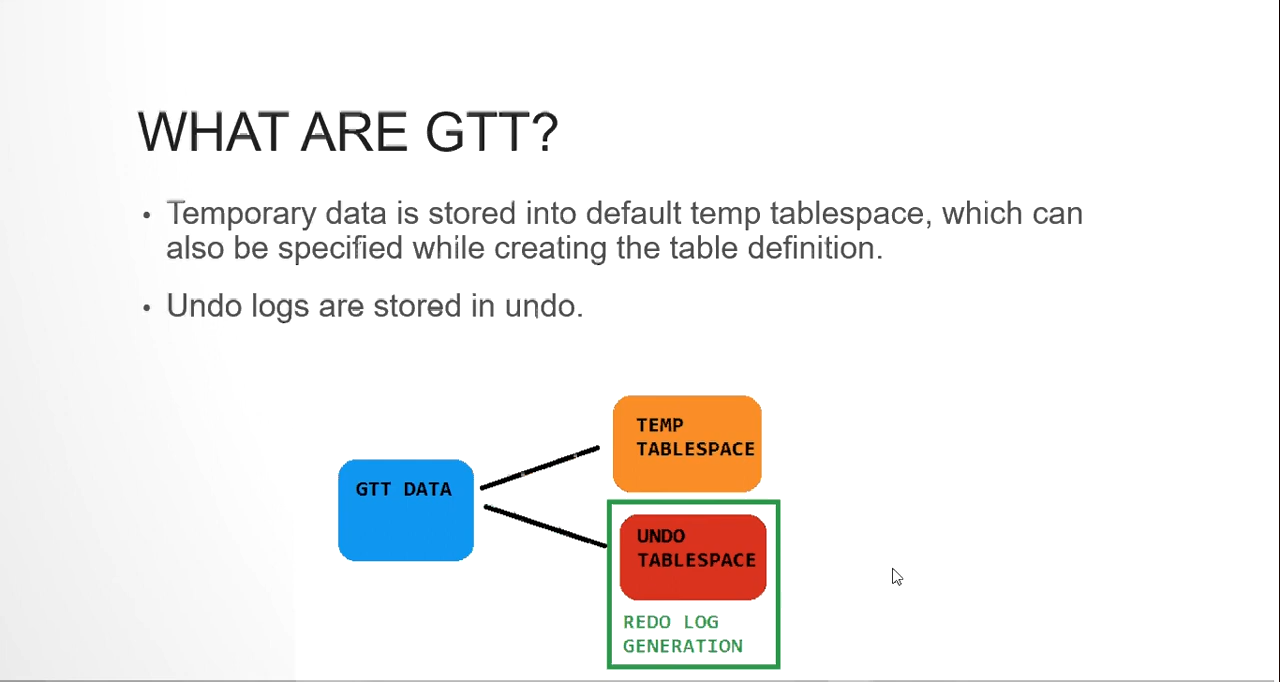 WHAT ARE GTT?
• Temporary data is stored into default temp tablespace, which can
also be specified while creating the table definition.
• Undo logs are stored in undo.
TEMP
TABLESPACE
GTT DATA
UNDO
TABLESPACE
REDO LOG
GENERATION